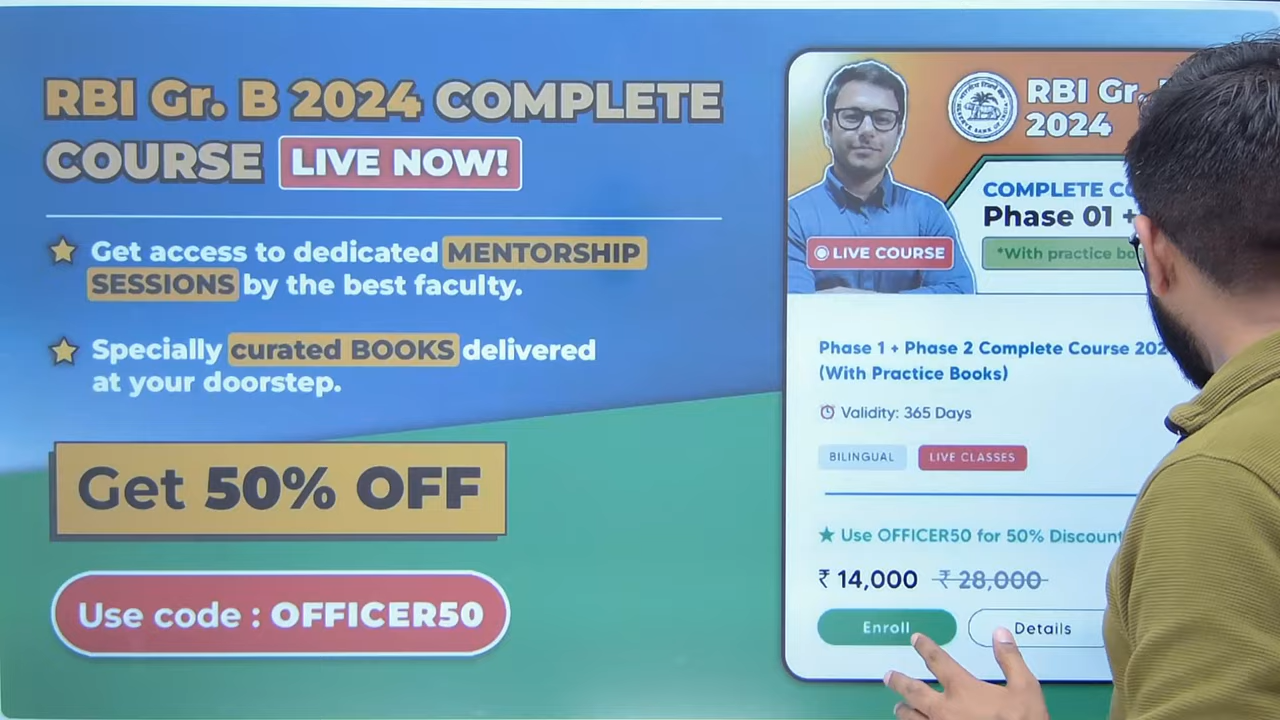 RBI Gr. B 2024 COMPLETE
COURSE LIVE NOW!
Get access to dedicated MENTORSHIP
SESSIONS by the best faculty.
Specially curated BOOKS delivered
at your doorstep.
Get 50% OFF
Use code : OFFICER50
RBI Gr.
2024
COMPLETE
Phase 01 +
*With practice
LIVE COURSE
Phase 1 + Phase 2 Complete Course
(With Practice Books)
Validity: 365 Days
BILINGUAL LIVE CLASSES
Use OFFICER50 for 50% Discount
₹ 14,000 ₹ 28,000
Enroll Details